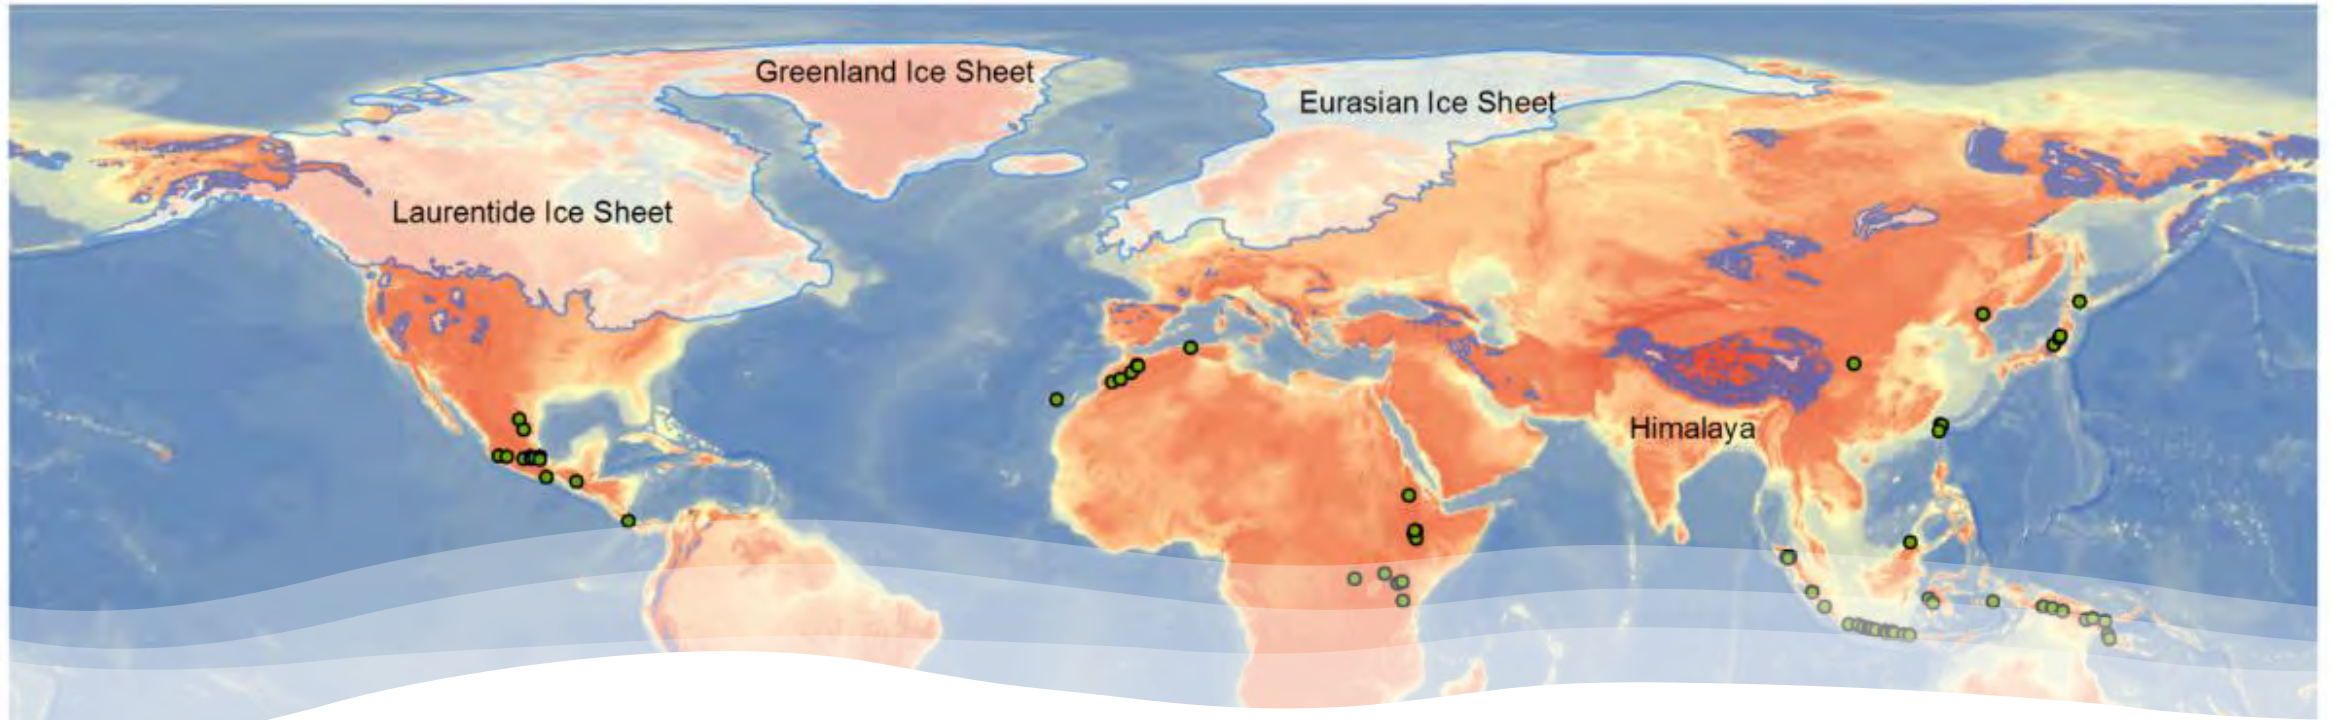 Greenland Ice Sheet
Eurasian Ice Sheet
Laurentide Ice Sheet
Himalaya